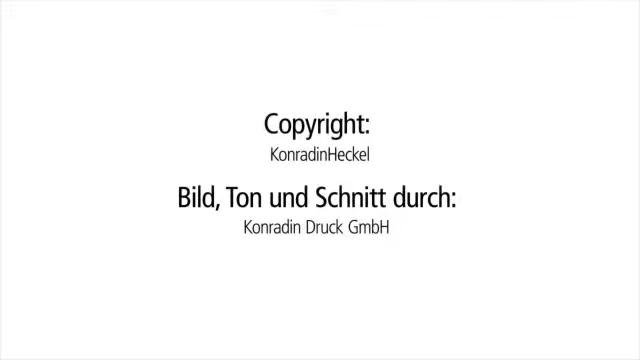 Copyright:
KonradinHeckel
Bild, Ton und Schnitt durch:
Konradin Druck GmbH